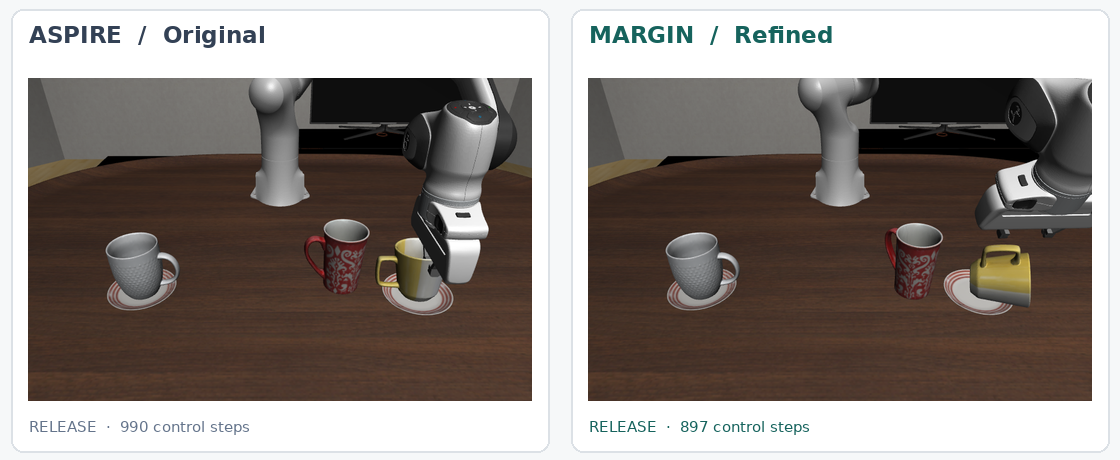 ASPIRE / Original
MARGIN / Refined
RELEASE · 990 control steps
RELEASE · 897 control steps